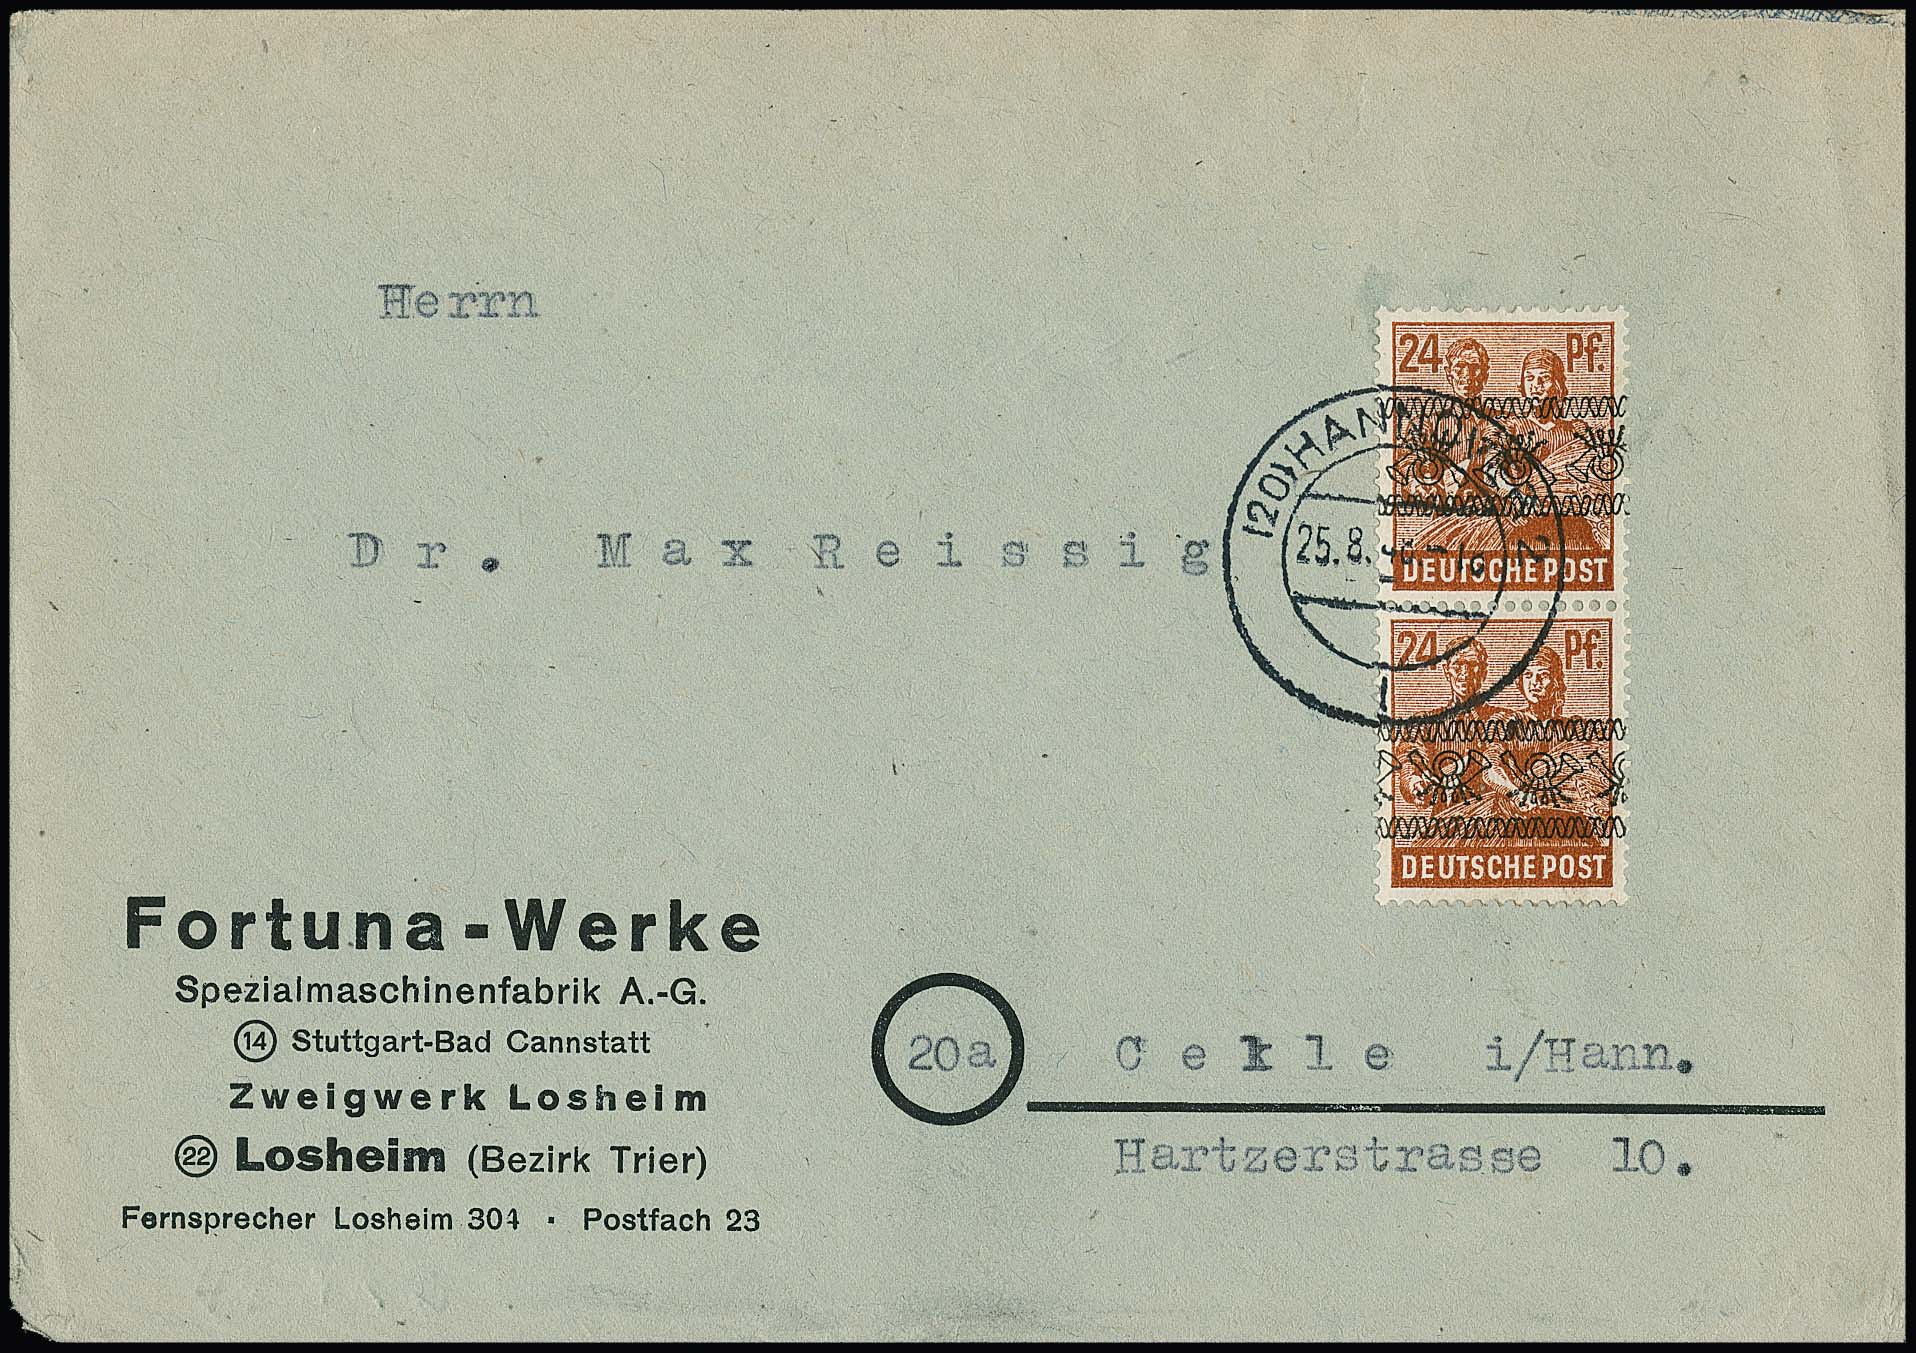 Herrn
24 Pf.
(20) HANNOVER 2
25.8.
DEUTSCHE POST
Dr. Max Reissig
24 Pf.
DEUTSCHE POST
Fortuna-Werke
Spezialmaschinenfabrik A.-G.
14 Stuttgart-Bad Cannstatt
Zweigwerk Losheim
22 Losheim (Bezirk Trier)
Fernsprecher Losheim 304 · Postfach 23
20a Celle i/Hann.
Hartzerstrasse 10.